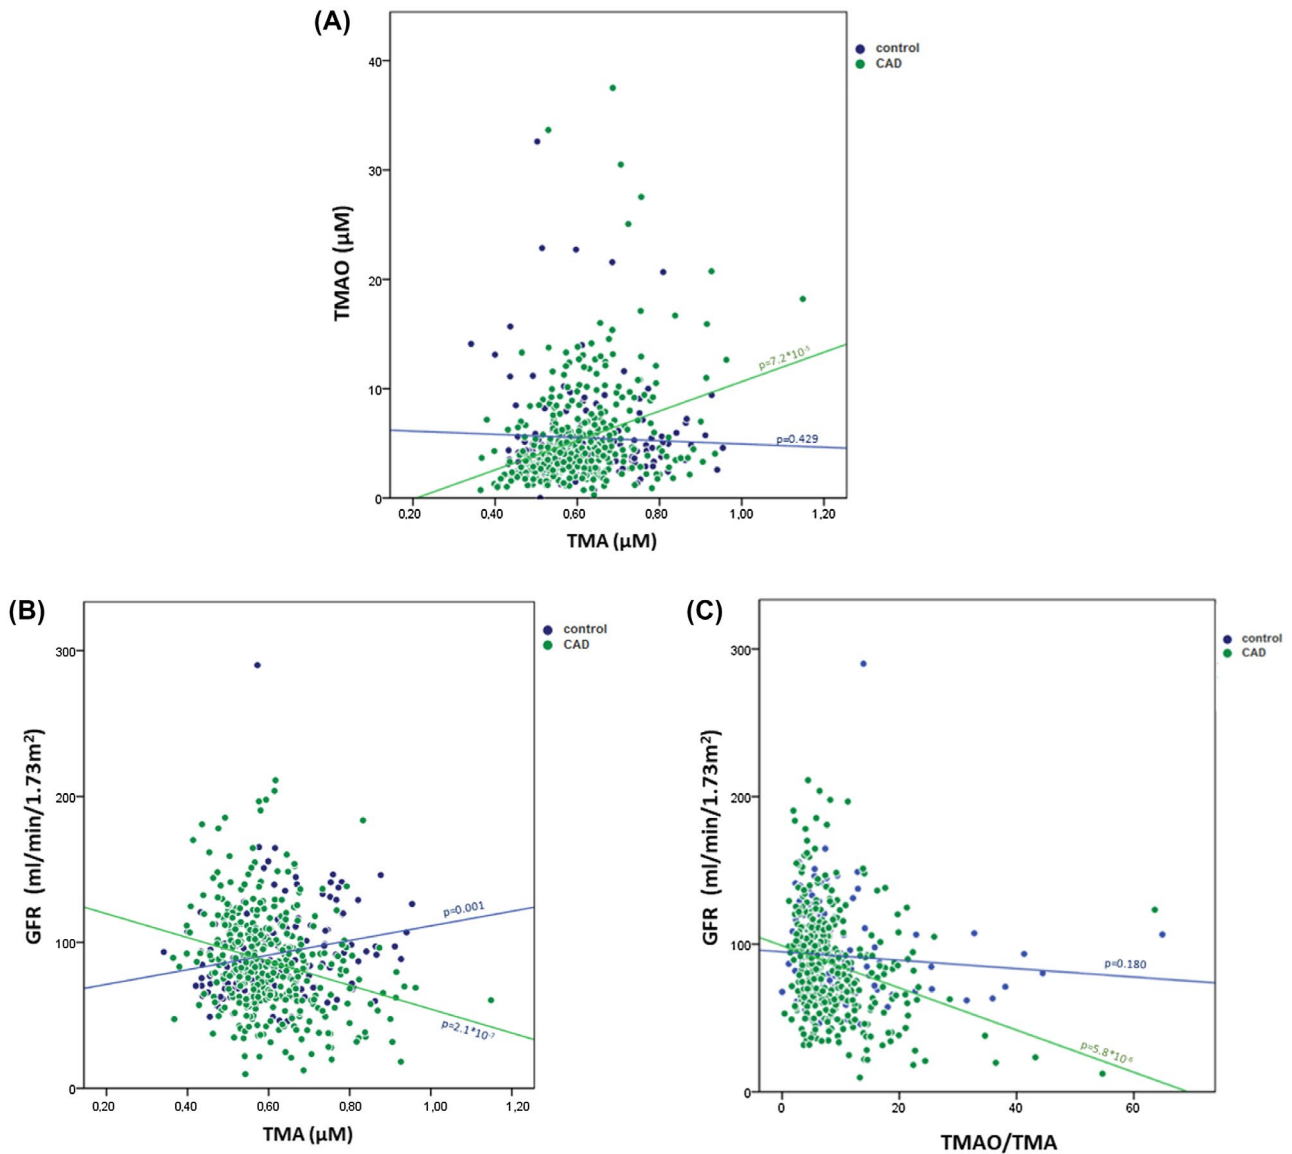 (A)
control
CAD
40
30
20
10
0
TMAO (μM)
p=7.2*10⁻⁵
p=0.429
0,20 0,40 0,60 0,80 1,00 1,20
TMA (μM)
(B)
control
CAD
300
200
100
0
GFR (ml/min/1.73m²)
p=0.001
p=2.1*10⁻⁷
0,20 0,40 0,60 0,80 1,00 1,20
TMA (μM)
(C)
control
CAD
300
200
100
0
GFR (ml/min/1.73m²)
p=0.180
p=5.8*10⁻⁶
0 20 40 60
TMAO/TMA